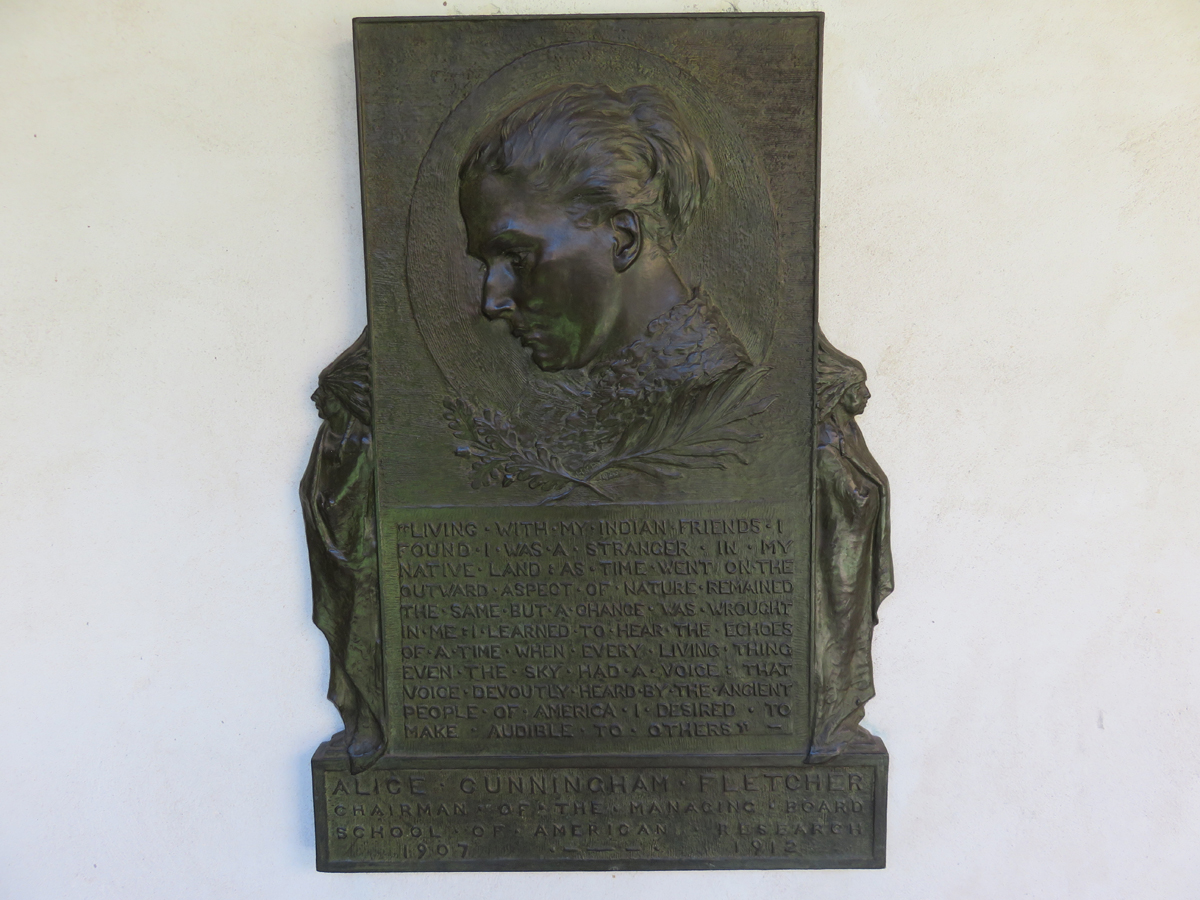 "LIVING · WITH · MY · INDIAN · FRIENDS · I
FOUND · I · WAS · A · STRANGER · IN · MY
NATIVE · LAND : AS · TIME · WENT · ON · THE
OUTWARD · ASPECT · OF · NATURE · REMAINED
THE · SAME · BUT · A · CHANGE · WAS · WROUGHT
IN · ME : I · LEARNED · TO · HEAR · THE · ECHOES
OF · A · TIME · WHEN · EVERY · LIVING · THING
EVEN · THE · SKY · HAD · A · VOICE : THAT
VOICE · DEVOUTLY · HEARD · BY · THE · ANCIENT
PEOPLE · OF · AMERICA · I · DESIRED · TO
MAKE · AUDIBLE · TO · OTHERS" —
ALICE · CUNNINGHAM · FLETCHER
CHAIRMAN · OF · THE · MANAGING · BOARD
SCHOOL · OF · AMERICAN · RESEARCH
1907 · — — — · 1912